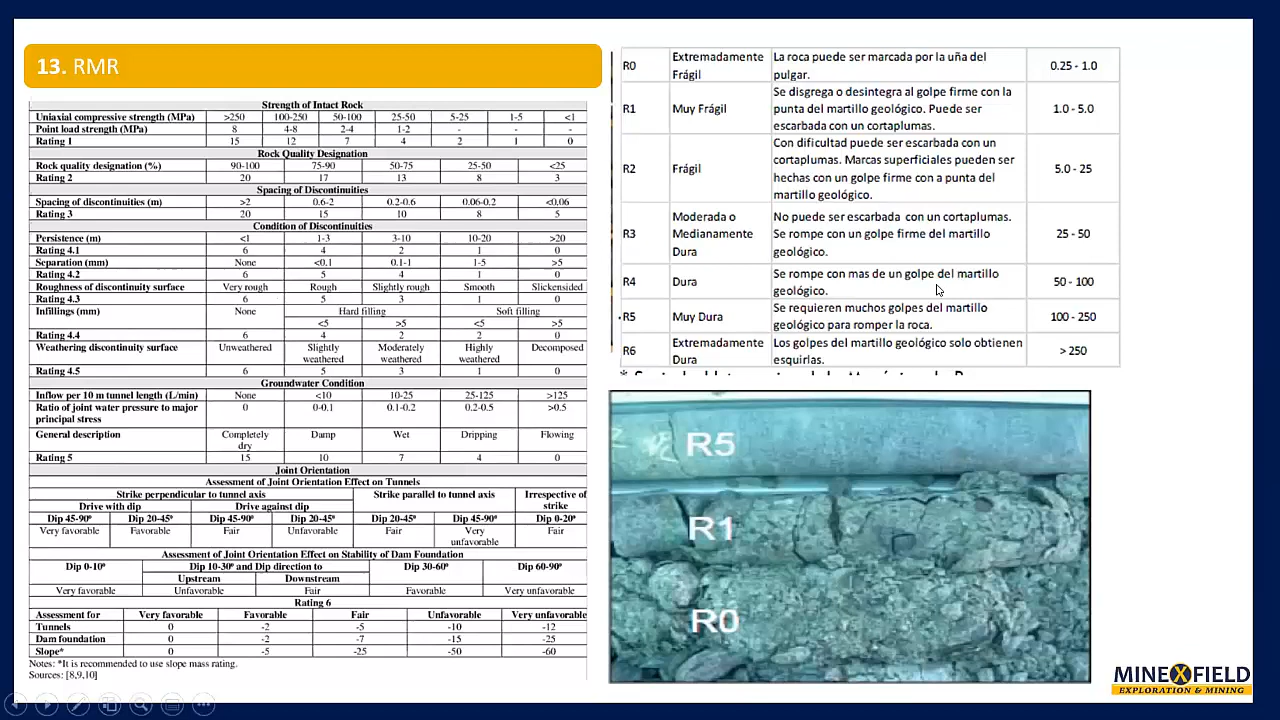 13. RMR
Strength of Intact Rock
Uniaxial compressive strength (MPa) >250 100-250 50-100 25-50 5-25 1-5 <1
Point load strength (MPa) 8 4-8 2-4 1-2 - - -
Rating 1 15 12 7 4 2 1 0
Rock Quality Designation
Rock quality designation (%) 90-100 75-90 50-75 25-50 <25
Rating 2 20 17 13 8 3
Spacing of Discontinuities
Spacing of discontinuities (m) >2 0.6-2 0.2-0.6 0.06-0.2 <0.06
Rating 3 20 15 10 8 5
Condition of Discontinuities
Persistence (m) <1 1-3 3-10 10-20 >20
Rating 4.1 6 4 2 1 0
Separation (mm) None <0.1 0.1-1 1-5 >5
Rating 4.2 6 5 4 1 0
Roughness of discontinuity surface Very rough Rough Slightly rough Smooth Slickensided
Rating 4.3 6 5 3 1 0
Infillings (mm) None Hard filling Soft filling
<5 >5 <5 >5
Rating 4.4 6 4 2 2 0
Weathering discontinuity surface Unweathered Slightly Moderately Highly Decomposed
weathered weathered weathered
Rating 4.5 6 5 3 1 0
Groundwater Condition
Inflow per 10 m tunnel length (L/min) None <10 10-25 25-125 >125
Ratio of joint water pressure to major 0 0-0.1 0.1-0.2 0.2-0.5 >0.5
principal stress
General description Completely Damp Wet Dripping Flowing
dry
Rating 5 15 10 7 4 0
Joint Orientation
Assessment of Joint Orientation Effect on Tunnels
Strike perpendicular to tunnel axis Strike parallel to tunnel axis Irrespective of
Drive with dip Drive against dip strike
Dip 45-90º Dip 20-45º Dip 45-90º Dip 20-45º Dip 20-45º Dip 45-90º Dip 0-20º
Very favorable Favorable Fair Unfavorable Fair Very Fair
unfavorable
Assessment of Joint Orientation Effect on Stability of Dam Foundation
Dip 0-10º Dip 10-30º and Dip direction to Dip 30-60º Dip 60-90º
Upstream Downstream
Very favorable Unfavorable Fair Favorable Very unfavorable
Rating 6
Assessment for Very favorable Favorable Fair Unfavorable Very unfavorable
Tunnels 0 -2 -5 -10 -12
Dam foundation 0 -2 -7 -15 -25
Slope* 0 -5 -25 -50 -60
Notes: *It is recommended to use slope mass rating.
Sources: [8,9,10]
R0 Extremadamente La roca puede ser marcada por la uña del 0.25 - 1.0
Frágil pulgar.
Se disgrega o desintegra al golpe firme con la
R1 Muy Frágil punta del martillo geológico. Puede ser 1.0 - 5.0
escarbada con un cortaplumas.
Con dificultad puede ser escarbada con un
cortaplumas. Marcas superficiales pueden ser
R2 Frágil hechas con un golpe firme con a punta del 5.0 - 25
martillo geológico.
Moderada o No puede ser escarbada con un cortaplumas.
R3 Medianamente Se rompe con un golpe firme del martillo 25 - 50
Dura geológico.
R4 Dura Se rompe con mas de un golpe del martillo 50 - 100
geológico.
R5 Muy Dura Se requieren muchos golpes del martillo 100 - 250
geológico para romper la roca.
R6 Extremadamente Los golpes del martillo geológico solo obtienen > 250
Dura esquirlas.
R5
R1
R0
MINEXFIELD
EXPLORATION & MINING